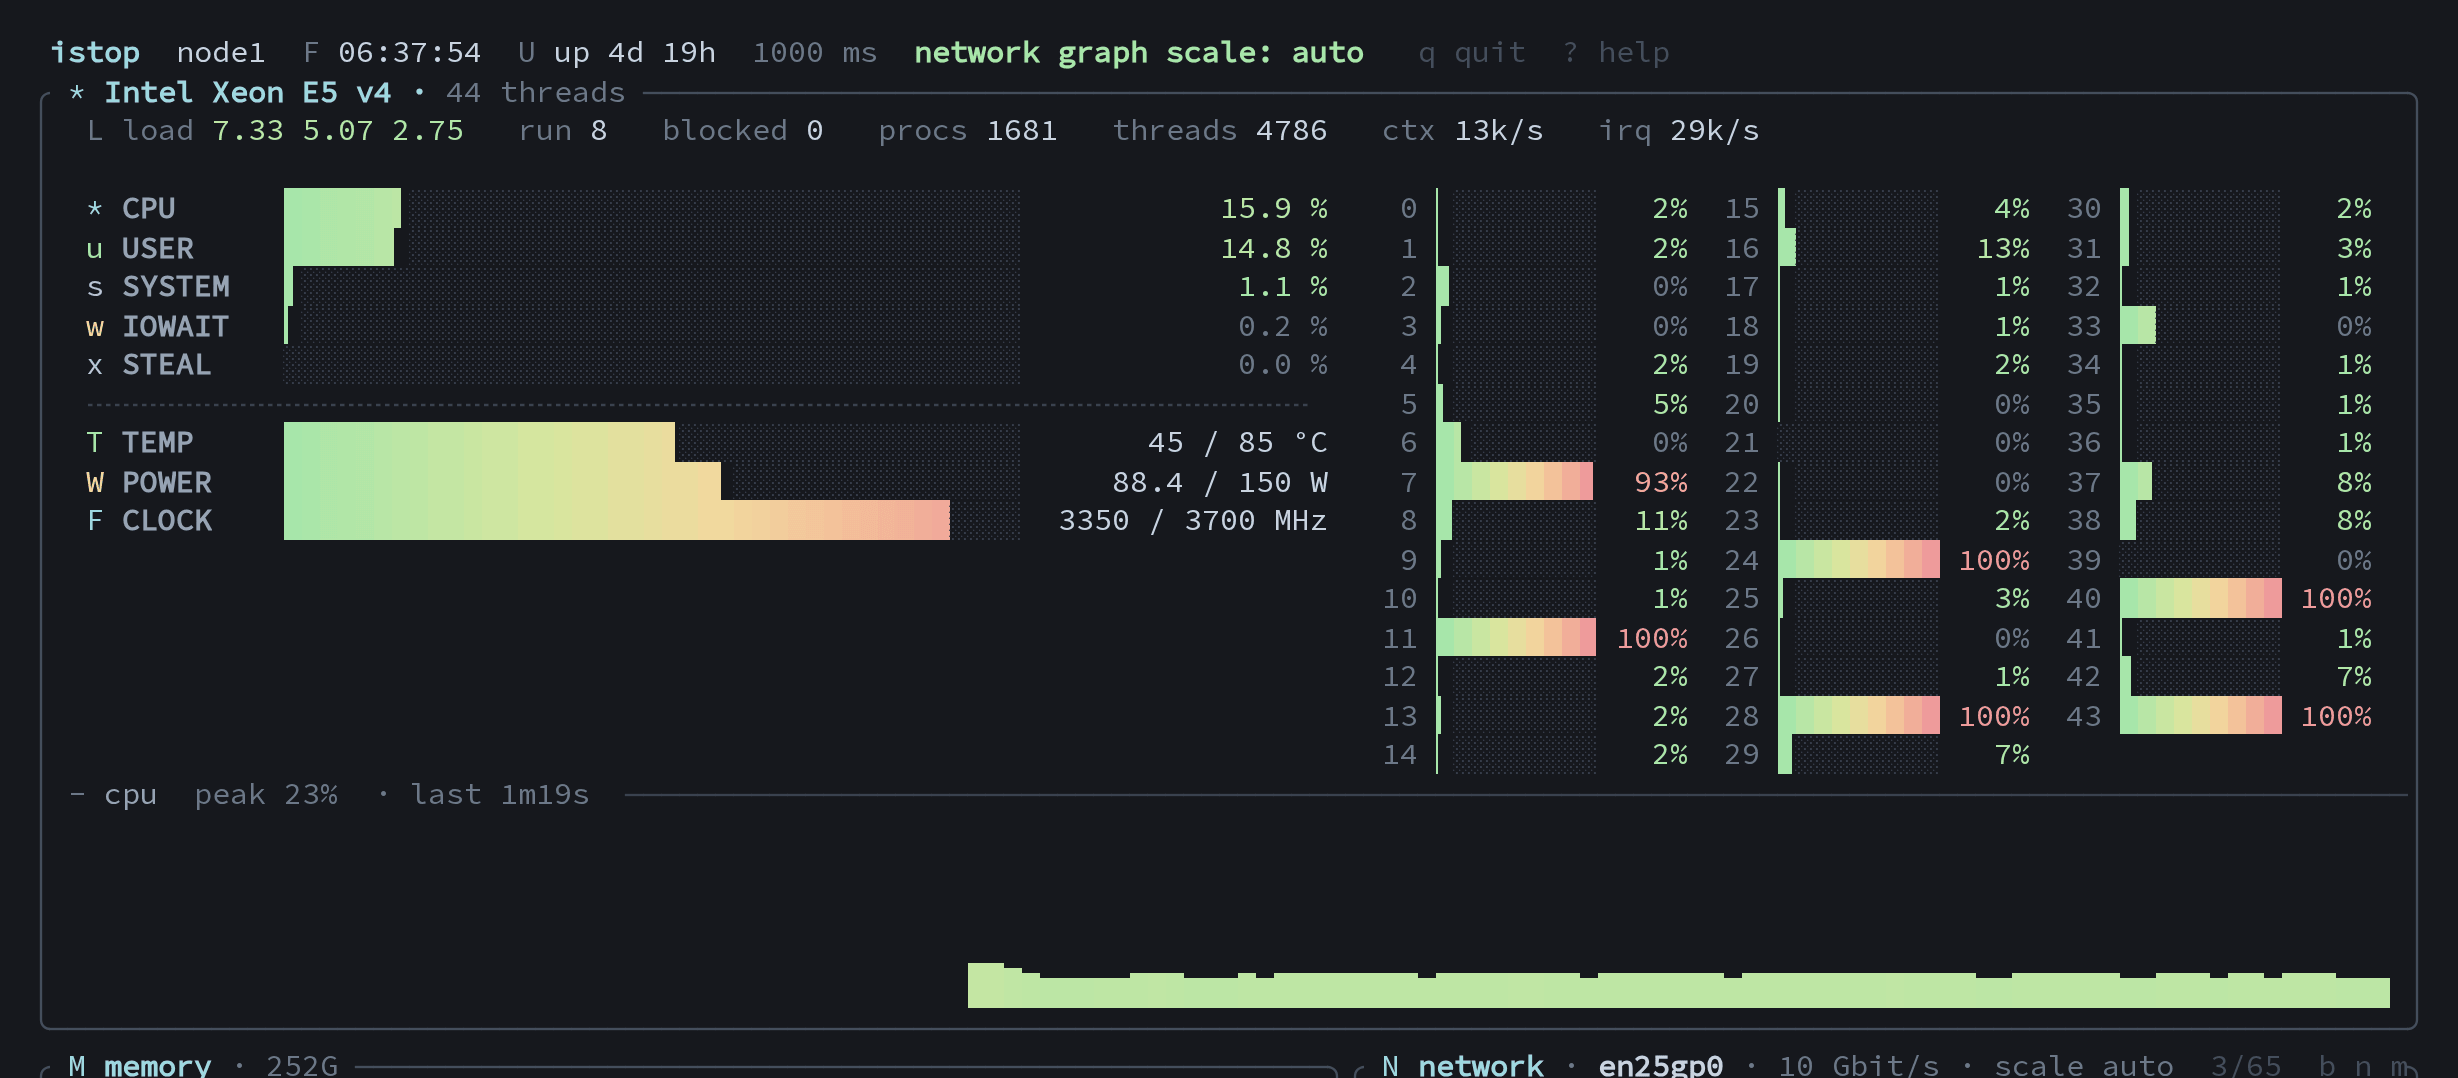 istop node1 F 06:37:54 U up 4d 19h 1000 ms network graph scale: auto q quit ? help
* Intel Xeon E5 v4 · 44 threads
L load 7.33 5.07 2.75 run 8 blocked 0 procs 1681 threads 4786 ctx 13k/s irq 29k/s
* CPU 15.9 % 0 2% 15 4% 30 2%
u USER 14.8 % 1 2% 16 13% 31 3%
s SYSTEM 1.1 % 2 0% 17 1% 32 1%
w IOWAIT 0.2 % 3 0% 18 1% 33 0%
x STEAL 0.0 % 4 2% 19 2% 34 1%
5 5% 20 0% 35 1%
T TEMP 45 / 85 °C 6 0% 21 0% 36 1%
W POWER 88.4 / 150 W 7 93% 22 0% 37 8%
F CLOCK 3350 / 3700 MHz 8 11% 23 2% 38 8%
9 1% 24 100% 39 0%
10 1% 25 3% 40 100%
11 100% 26 0% 41 1%
12 2% 27 1% 42 7%
13 2% 28 100% 43 100%
14 2% 29 7%
– cpu peak 23% · last 1m19s
M memory · 252G N network · en25gp0 · 10 Gbit/s · scale auto 3/65 b n m